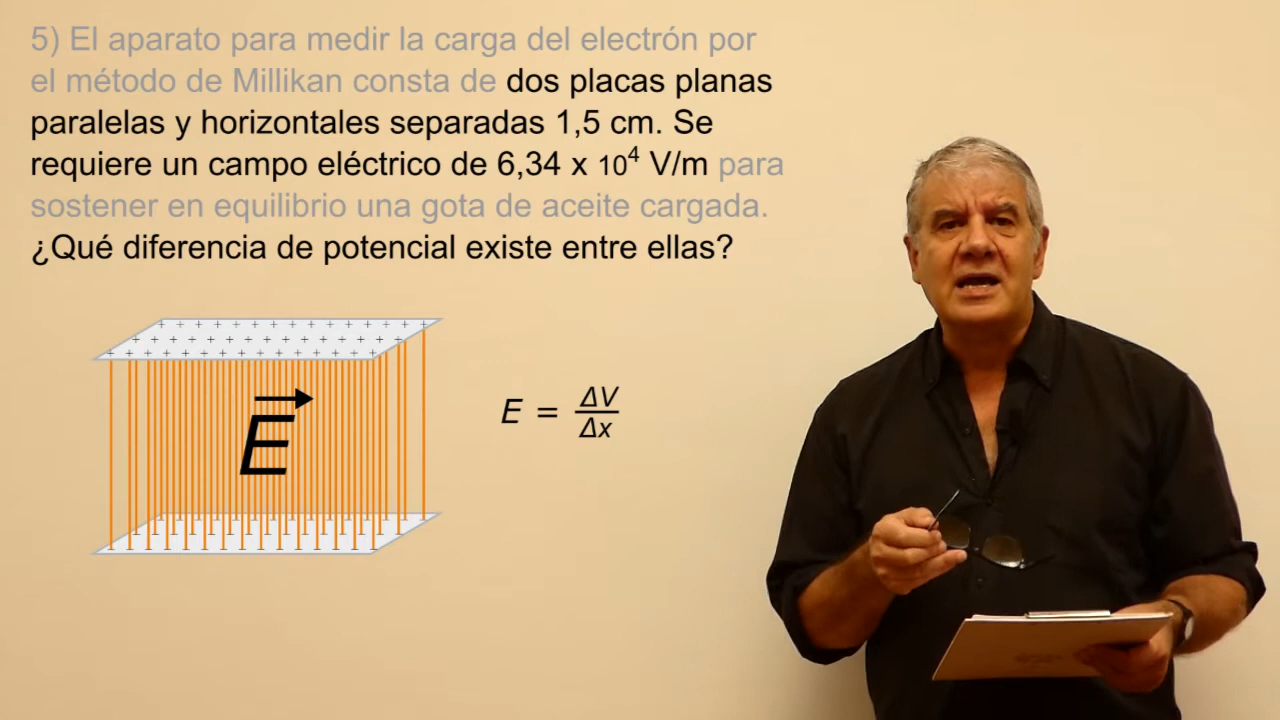 5) El aparato para medir la carga del electrón por
el método de Millikan consta de dos placas planas
paralelas y horizontales separadas 1,5 cm. Se
requiere un campo eléctrico de 6,34 x 10⁴ V/m para
sostener en equilibrio una gota de aceite cargada.
¿Qué diferencia de potencial existe entre ellas?
E
E = ΔV/Δx